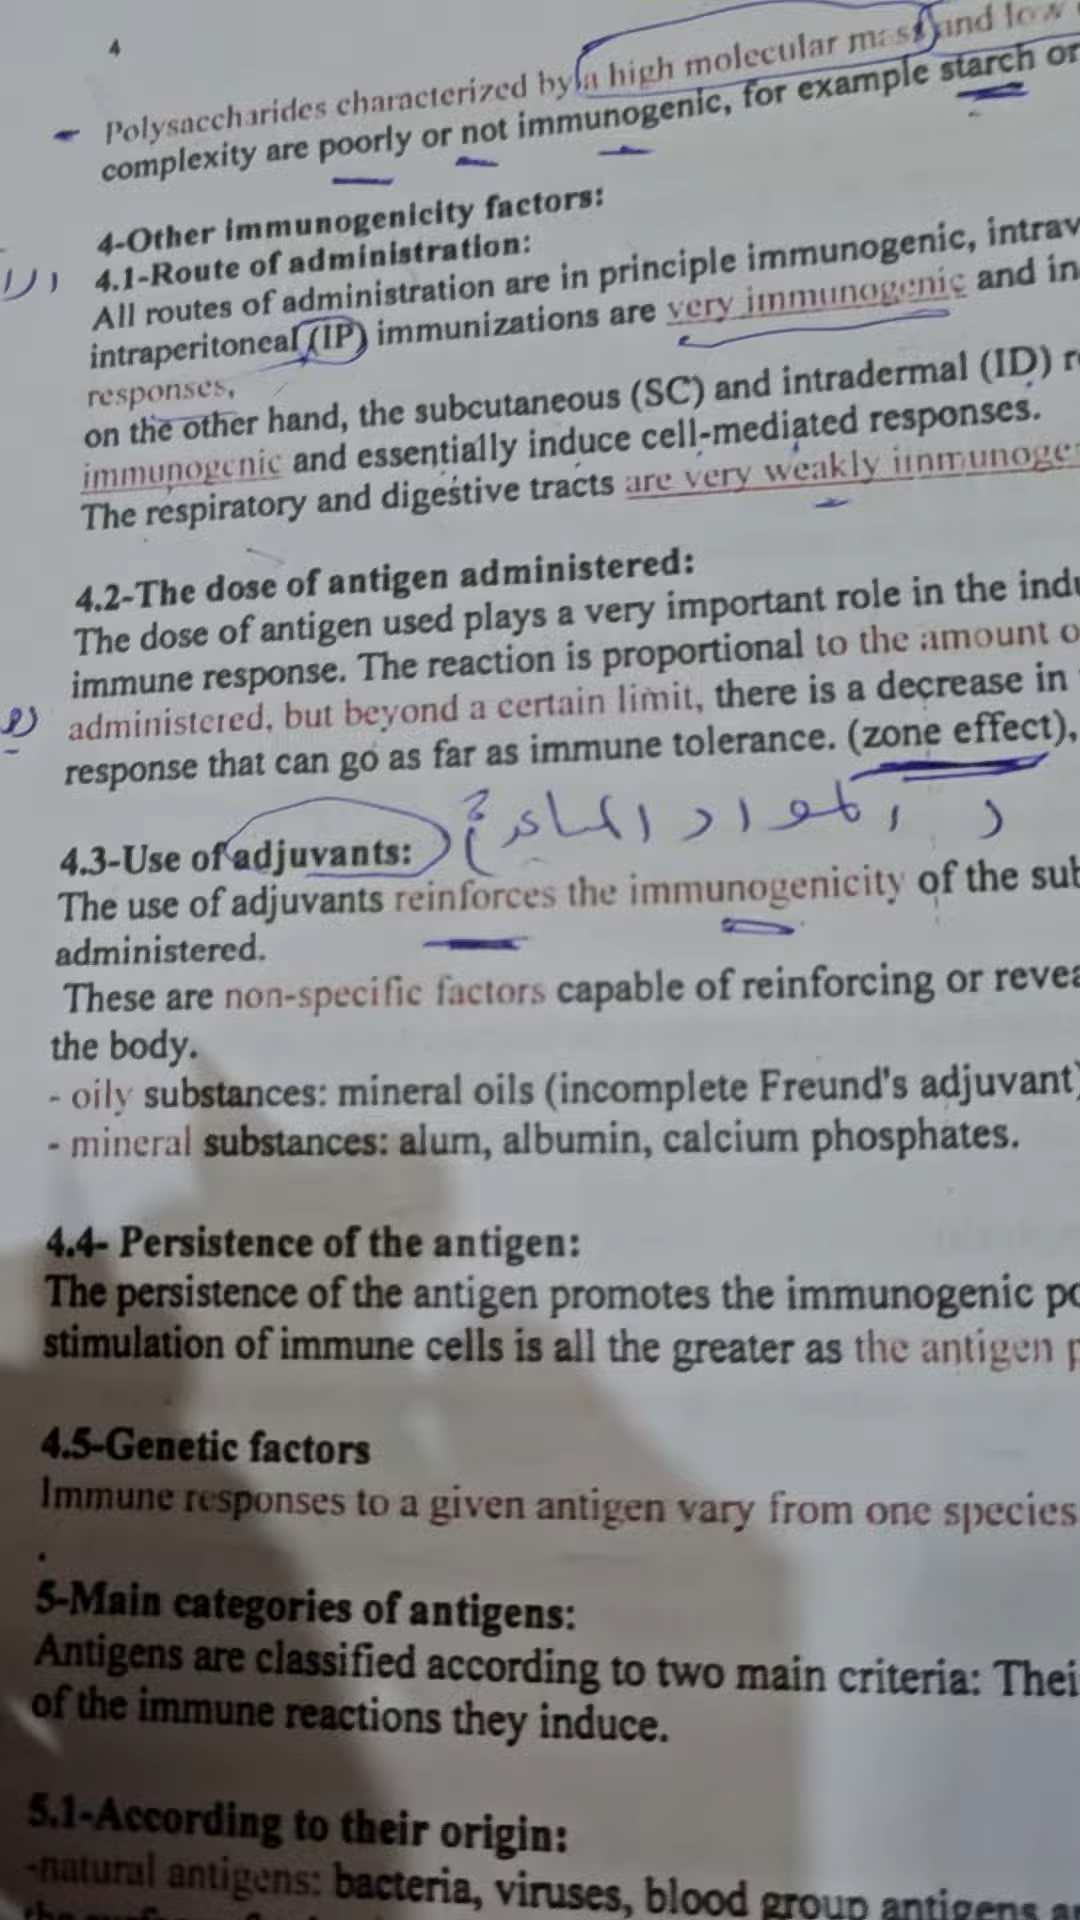 4
Polysaccharides characterized by a high molecular mass and low
complexity are poorly or not immunogenic, for example starch or
4-Other immunogenicity factors:
4.1-Route of administration:
All routes of administration are in principle immunogenic, intrav
intraperitoneal (IP) immunizations are very immunogenic and in
responses,
on the other hand, the subcutaneous (SC) and intradermal (ID) r
immunogenic and essentially induce cell-mediated responses.
The respiratory and digestive tracts are very weakly immunoge
4.2-The dose of antigen administered:
The dose of antigen used plays a very important role in the indu
immune response. The reaction is proportional to the amount o
administered, but beyond a certain limit, there is a decrease in
response that can go as far as immune tolerance. (zone effect),
المواد
4.3-Use of adjuvants:
The use of adjuvants reinforces the immunogenicity of the sub
administered.
These are non-specific factors capable of reinforcing or revea
the body.
- oily substances: mineral oils (incomplete Freund's adjuvant)
- mineral substances: alum, albumin, calcium phosphates.
4.4- Persistence of the antigen:
The persistence of the antigen promotes the immunogenic po
stimulation of immune cells is all the greater as the antigen p
4.5-Genetic factors
Immune responses to a given antigen vary from one species
.
5-Main categories of antigens:
Antigens are classified according to two main criteria: Thei
of the immune reactions they induce.
5.1-According to their origin:
-natural antigens: bacteria, viruses, blood group antigens a